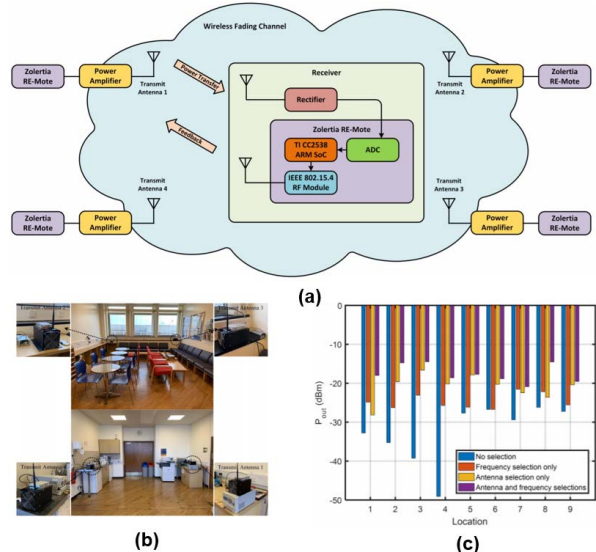 Wireless Fading Channel
Zolertia RE-Mote
Power Amplifier
Transmit Antenna 1
Power Transfer
Feedback
Receiver
Rectifier
Zolertia RE-Mote
TI CC2538 ARM SoC
ADC
IEEE 802.15.4 RF Module
Transmit Antenna 2
Power Amplifier
Zolertia RE-Mote
Zolertia RE-Mote
Power Amplifier
Transmit Antenna 4
Transmit Antenna 3
Power Amplifier
Zolertia RE-Mote
(a)
Transmit Antenna
Transmit Antenna 3
Transmit Antenna
Transmit Antenna 1
(b)
0
-10
-20
-30
-40
-50
P_out (dBm)
No selection
Frequency selection only
Antenna selection only
Antenna and frequency selections
1 2 3 4 5 6 7 8 9
Location
(c)